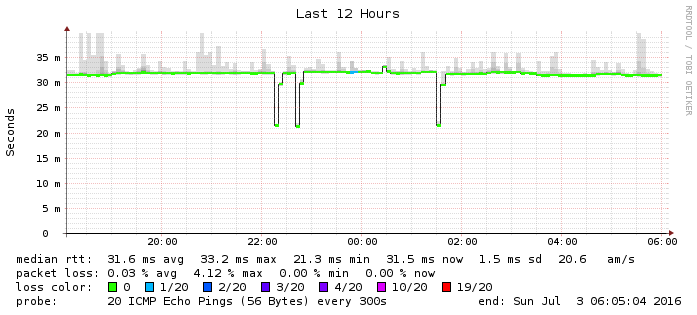 Last 12 Hours
RRDTOOL / TOBI OETIKER
Seconds
35 m
30 m
25 m
20 m
15 m
10 m
5 m
0
20:00 22:00 00:00 02:00 04:00 06:00
median rtt: 31.6 ms avg 33.2 ms max 21.3 ms min 31.5 ms now 1.5 ms sd 20.6 am/s
packet loss: 0.03 % avg 4.12 % max 0.00 % min 0.00 % now
loss color: 0 1/20 2/20 3/20 4/20 10/20 19/20
probe: 20 ICMP Echo Pings (56 Bytes) every 300s end: Sun Jul 3 06:05:04 2016